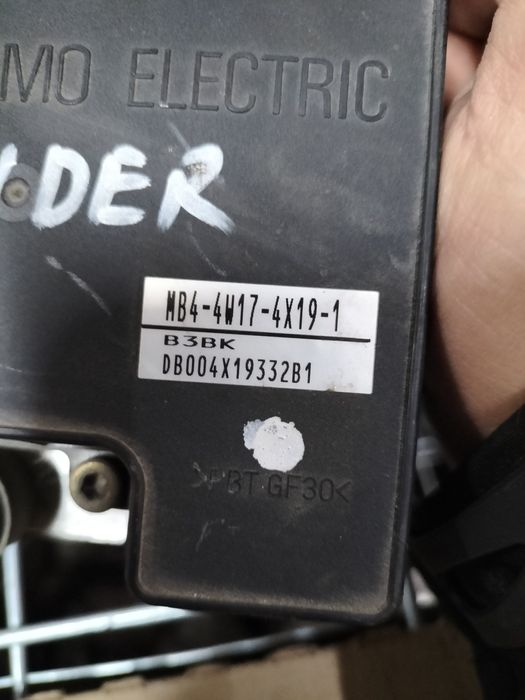 MO ELECTRIC
DER
MB4-4W17-4X19-1
B3BK
DB004X19332B1
>PBT GF30<